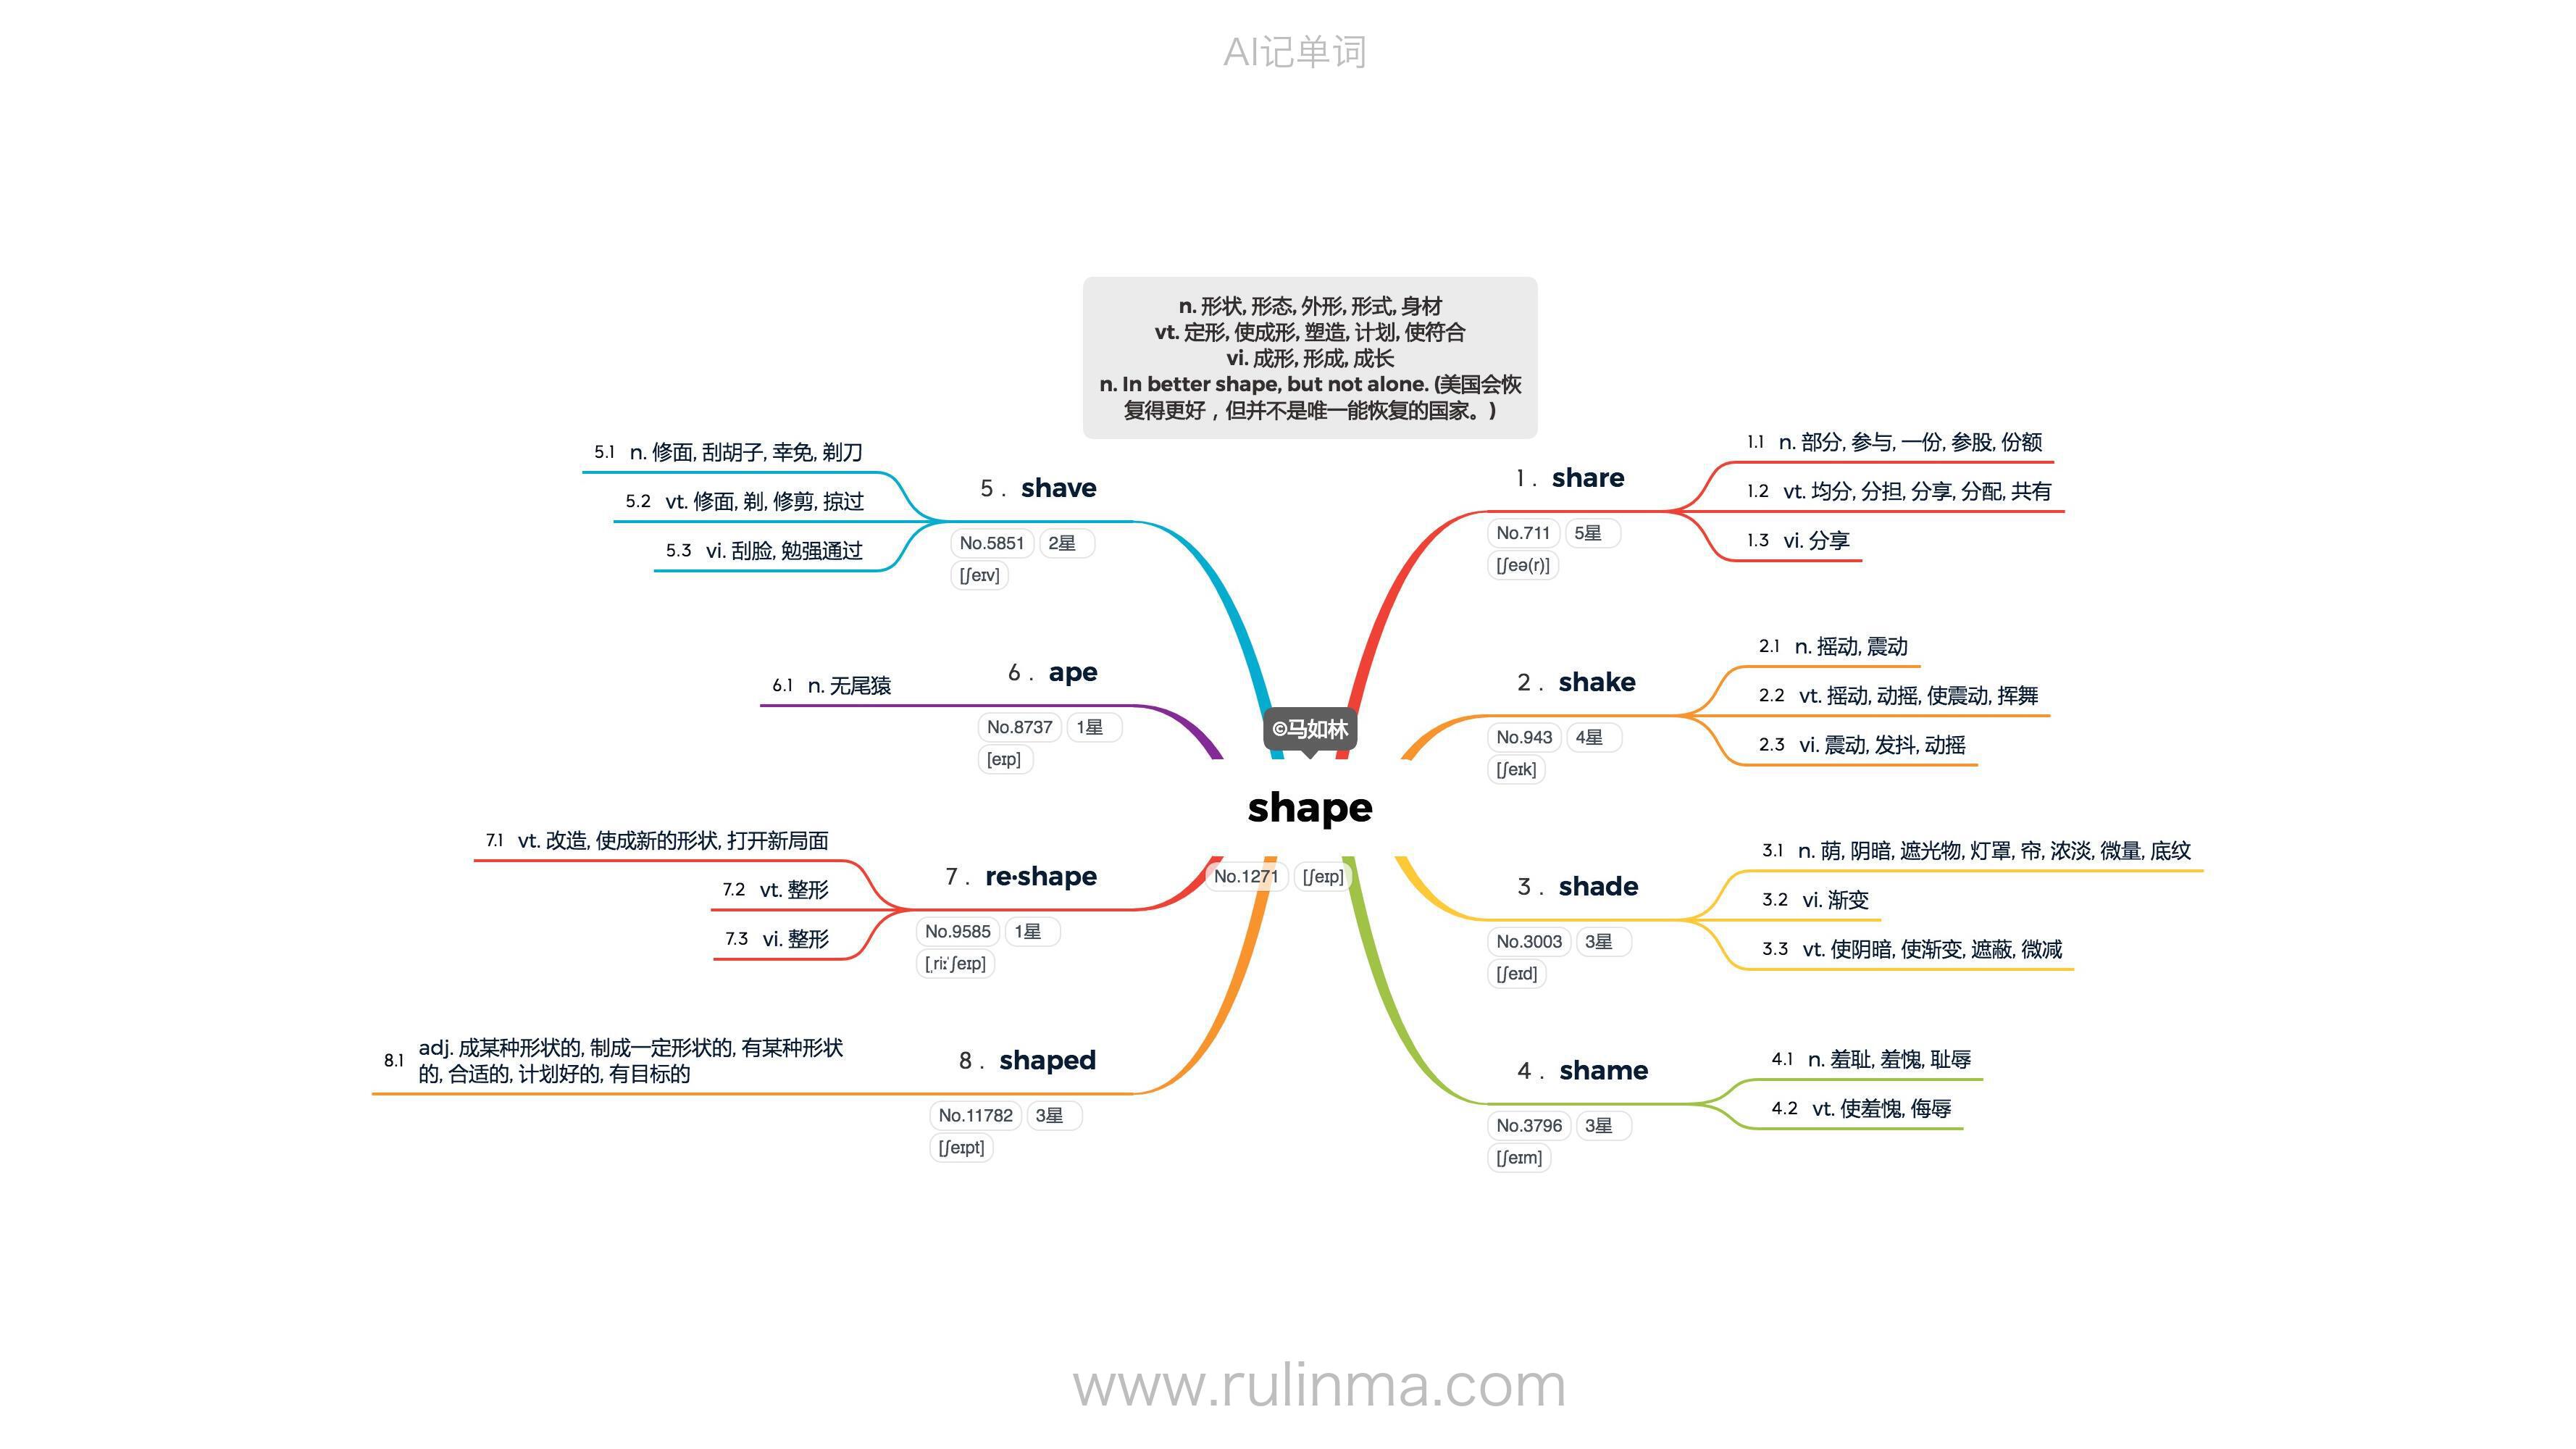 AI记单词
n. 形状, 形态, 外形, 形式, 身材
vt. 定形, 使成形, 塑造, 计划, 使符合
vi. 成形, 形成, 成长
n. In better shape, but not alone. (美国会恢
复得更好，但并不是唯一能恢复的国家。)
©马如林
shape
No.1271 [ʃeɪp]
1. share
No.711 5星
[ʃeə(r)]
1.1 n. 部分, 参与, 一份, 参股, 份额
1.2 vt. 均分, 分担, 分享, 分配, 共有
1.3 vi. 分享
2. shake
No.943 4星
[ʃeɪk]
2.1 n. 摇动, 震动
2.2 vt. 摇动, 动摇, 使震动, 挥舞
2.3 vi. 震动, 发抖, 动摇
3. shade
No.3003 3星
[ʃeɪd]
3.1 n. 荫, 阴暗, 遮光物, 灯罩, 帘, 浓淡, 微量, 底纹
3.2 vi. 渐变
3.3 vt. 使阴暗, 使渐变, 遮蔽, 微减
4. shame
No.3796 3星
[ʃeɪm]
4.1 n. 羞耻, 羞愧, 耻辱
4.2 vt. 使羞愧, 侮辱
5. shave
No.5851 2星
[ʃeɪv]
5.1 n. 修面, 刮胡子, 幸免, 剃刀
5.2 vt. 修面, 剃, 修剪, 掠过
5.3 vi. 刮脸, 勉强通过
6. ape
No.8737 1星
[eɪp]
6.1 n. 无尾猿
7. re·shape
No.9585 1星
[ˌriːˈʃeɪp]
7.1 vt. 改造, 使成新的形状, 打开新局面
7.2 vt. 整形
7.3 vi. 整形
8. shaped
No.11782 3星
[ʃeɪpt]
8.1 adj. 成某种形状的, 制成一定形状的, 有某种形状
的, 合适的, 计划好的, 有目标的
www.rulinma.com